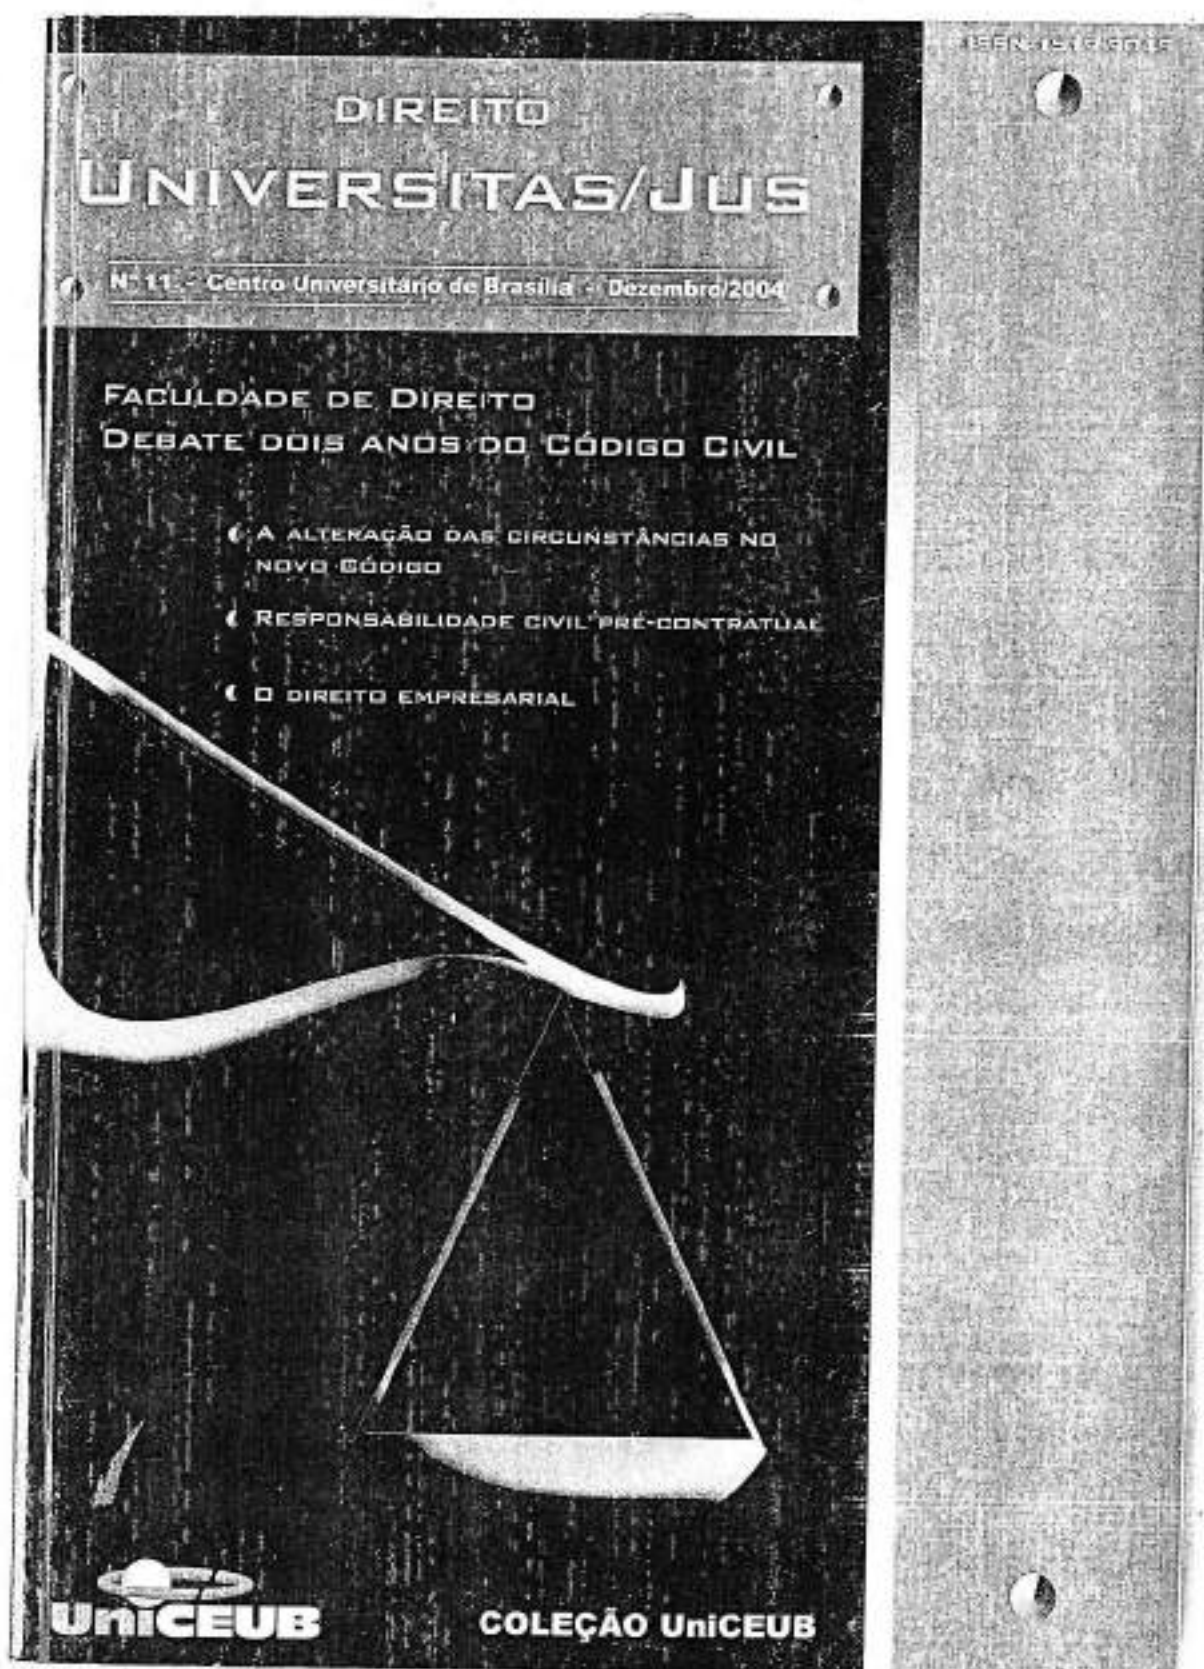 DIREITO
UNIVERSITAS/JUS
Nº 11 - Centro Universitário de Brasília - Dezembro/2004
FACULDADE DE DIREITO
DEBATE DOIS ANOS DO CÓDIGO CIVIL
A ALTERAÇÃO DAS CIRCUNSTÂNCIAS NO
NOVO CÓDIGO
RESPONSABILIDADE CIVIL PRÉ-CONTRATUAL
O DIREITO EMPRESARIAL
UniCEUB
COLEÇÃO UniCEUB